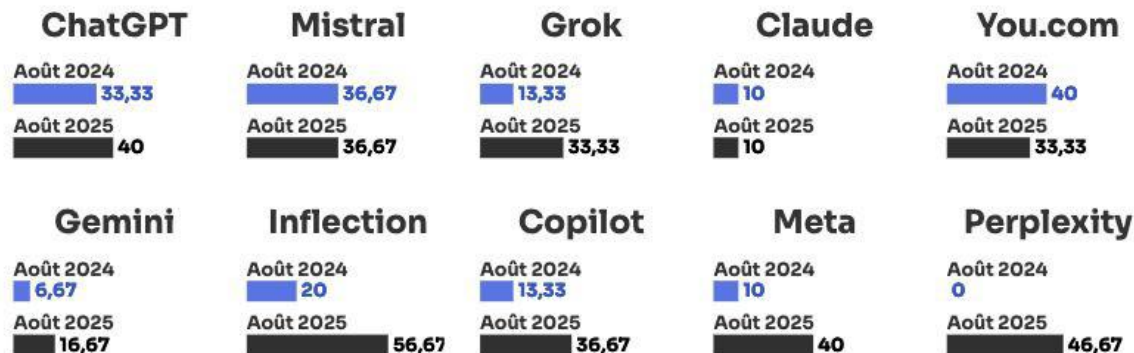 ChatGPT Mistral Grok Claude You.com
Août 2024 Août 2024 Août 2024 Août 2024 Août 2024
33,33 36,67 13,33 10 40
Août 2025 Août 2025 Août 2025 Août 2025 Août 2025
40 36,67 33,33 10 33,33
Gemini Inflection Copilot Meta Perplexity
Août 2024 Août 2024 Août 2024 Août 2024 Août 2024
6,67 20 13,33 10 0
Août 2025 Août 2025 Août 2025 Août 2025 Août 2025
16,67 56,67 36,67 40 46,67